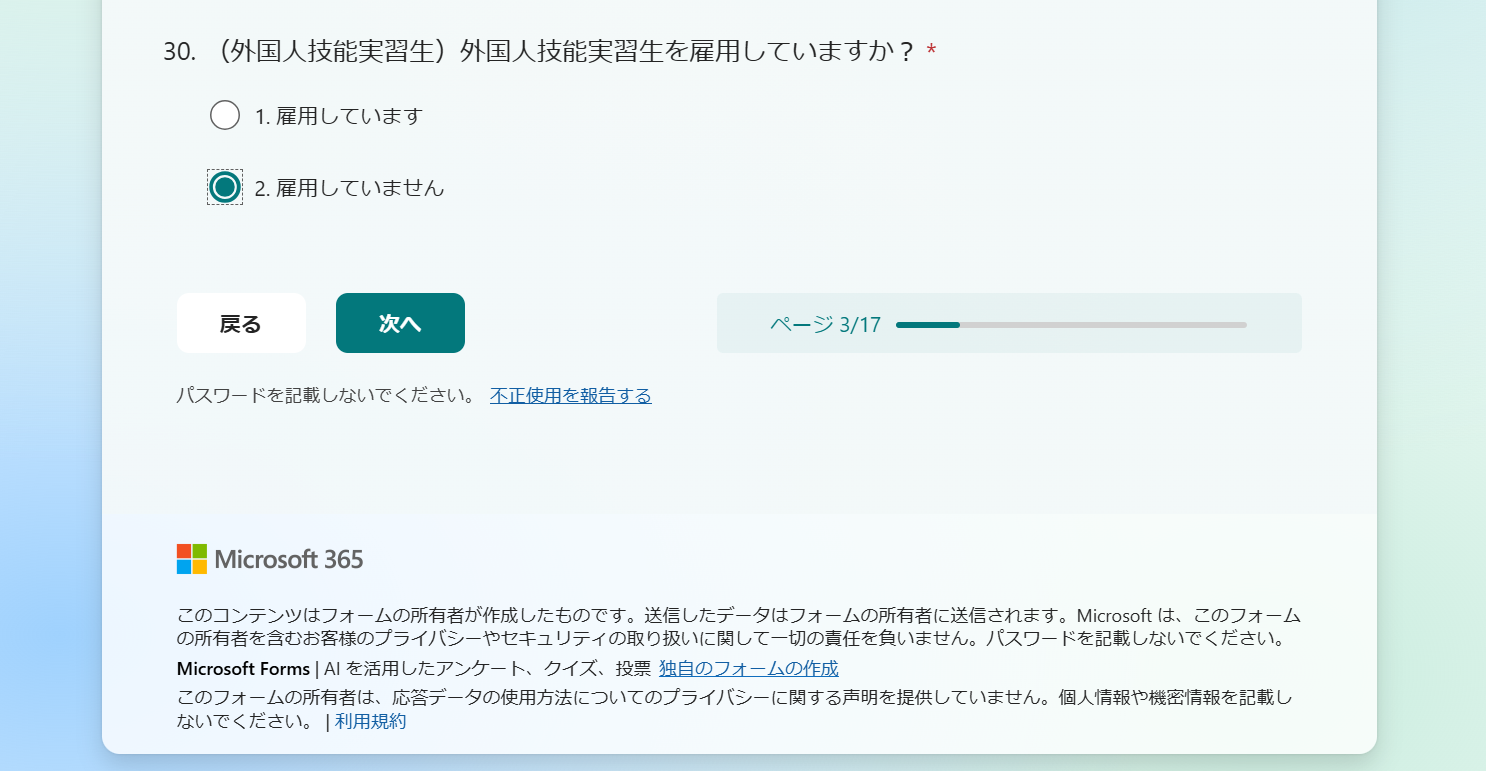 30. （外国人技能実習生）外国人技能実習生を雇用していますか？ *
1. 雇用しています
2. 雇用していません
戻る
次へ
ページ 3/17
パスワードを記載しないでください。 不正使用を報告する
Microsoft 365
このコンテンツはフォームの所有者が作成したものです。送信したデータはフォームの所有者に送信されます。Microsoft は、このフォーム
の所有者を含むお客様のプライバシーやセキュリティの取り扱いに関して一切の責任を負いません。パスワードを記載しないでください。
Microsoft Forms | AI を活用したアンケート、クイズ、投票 独自のフォームの作成
このフォームの所有者は、応答データの使用方法についてのプライバシーに関する声明を提供していません。個人情報や機密情報を記載し
ないでください。 | 利用規約